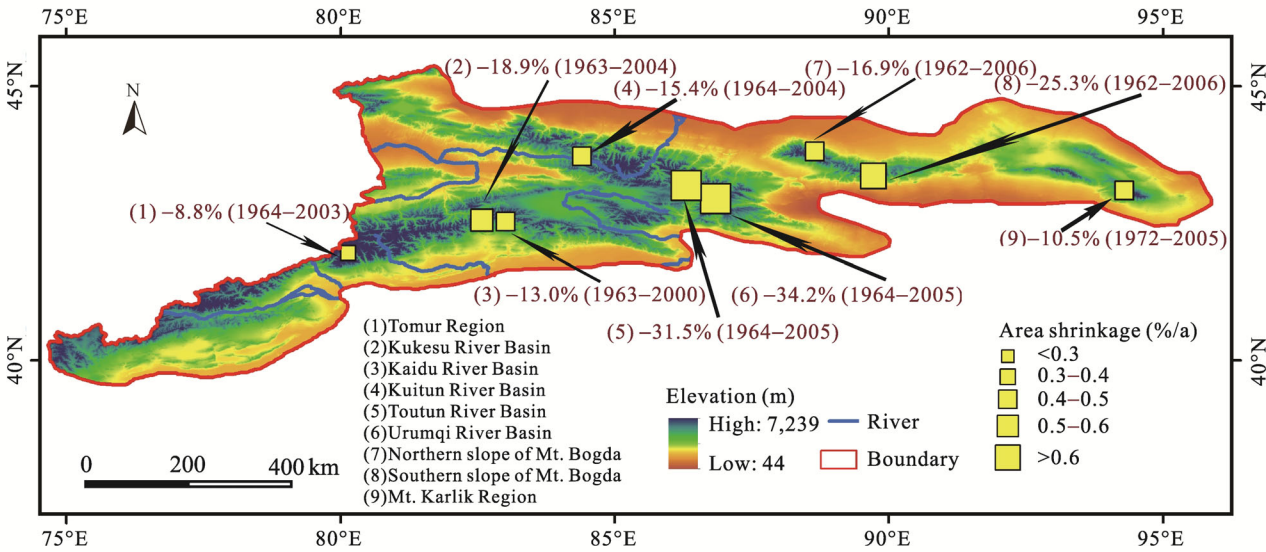 75°E 80°E 85°E 90°E 95°E
45°N
45°N
N
(2) −18.9% (1963−2004)
(4) −15.4% (1964−2004)
(7) −16.9% (1962−2006)
(8) −25.3% (1962−2006)
(1) −8.8% (1964−2003)
(9)−10.5% (1972−2005)
(3) −13.0% (1963−2000)
(6) −34.2% (1964−2005)
(5) −31.5% (1964−2005)
40°N
40°N
(1)Tomur Region
(2)Kukesu River Basin
(3)Kaidu River Basin
(4)Kuitun River Basin
(5)Toutun River Basin
(6)Urumqi River Basin
(7)Northern slope of Mt. Bogda
(8)Southern slope of Mt. Bogda
(9)Mt. Karlik Region
0 200 400 km
Elevation (m)
High: 7,239
Low: 44
River
Boundary
Area shrinkage (%/a)
<0.3
0.3−0.4
0.4−0.5
0.5−0.6
>0.6
75°E 80°E 85°E 90°E 95°E